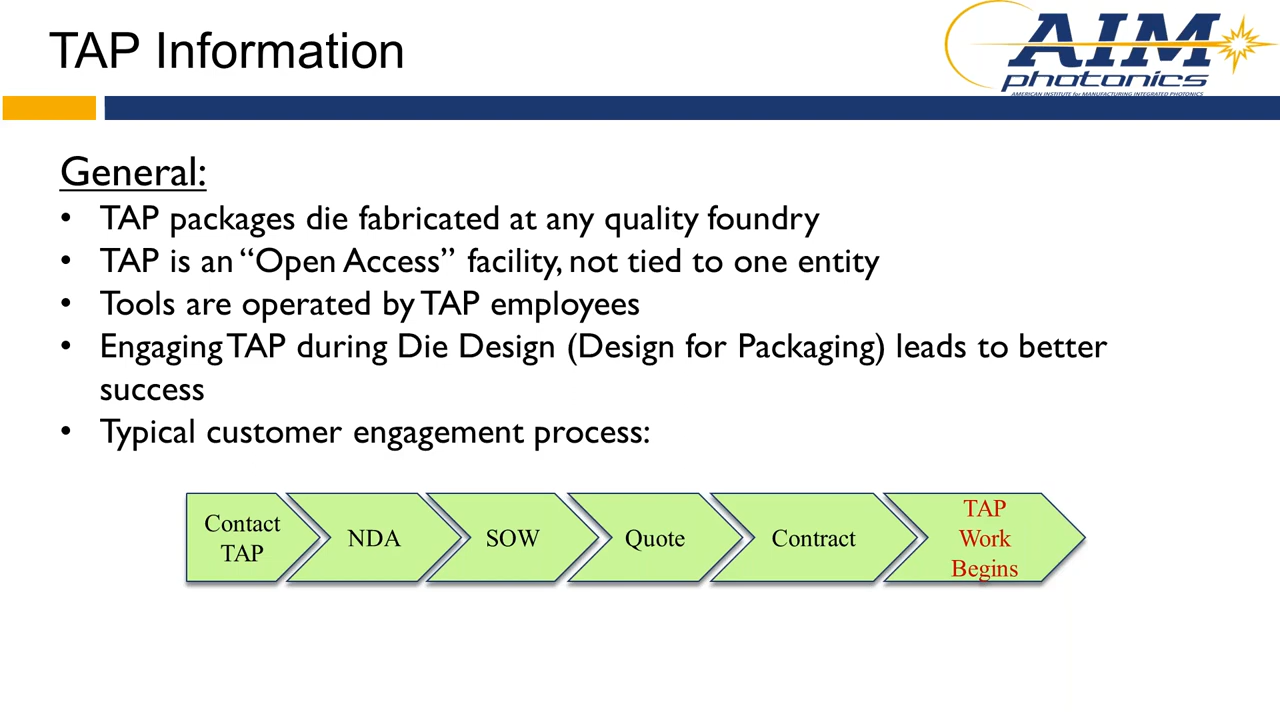 TAP Information
AIM
photonics
AMERICAN INSTITUTE for MANUFACTURING INTEGRATED PHOTONICS
General:
• TAP packages die fabricated at any quality foundry
• TAP is an “Open Access” facility, not tied to one entity
• Tools are operated by TAP employees
• Engaging TAP during Die Design (Design for Packaging) leads to better
success
• Typical customer engagement process:
Contact
TAP
NDA
SOW
Quote
Contract
TAP
Work
Begins